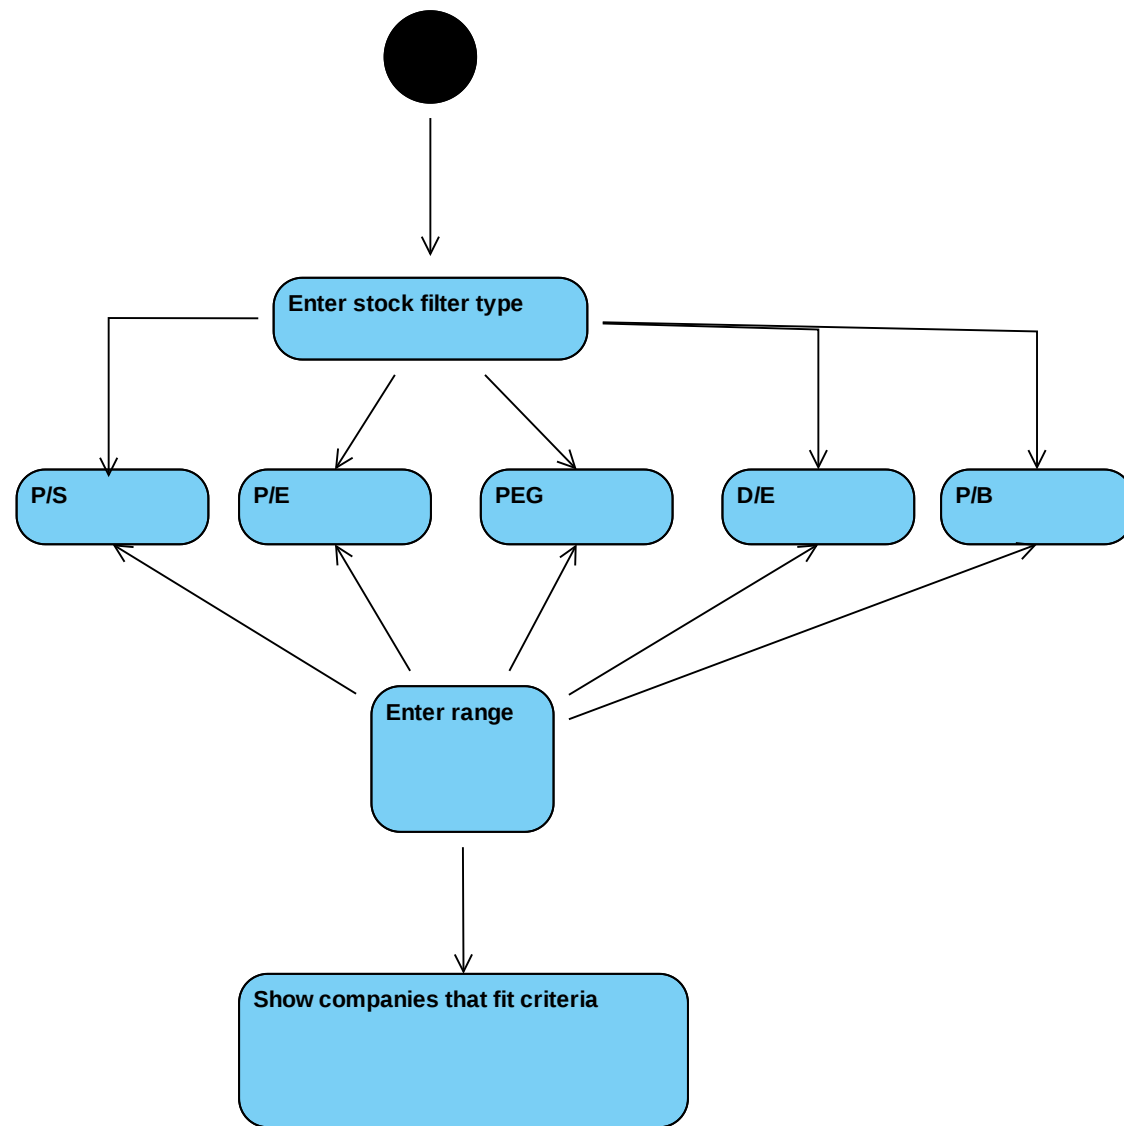 Enter stock filter type
P/S
P/E
PEG
D/E
P/B
Enter range
Show companies that fit criteria